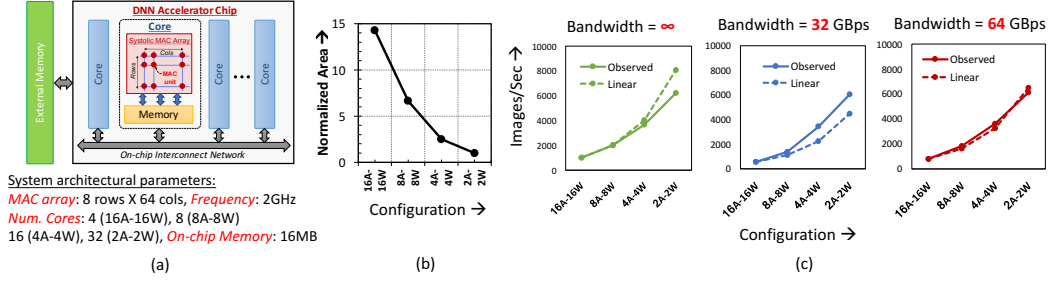 DNN Accelerator Chip
External Memory
Core
Core
Systolic MAC Array
Cols
Rows
MAC
unit
Memory
Core
•••
Core
On-chip Interconnect Network
System architectural parameters:
MAC array: 8 rows X 64 cols, Frequency: 2GHz
Num. Cores: 4 (16A-16W), 8 (8A-8W)
16 (4A-4W), 32 (2A-2W), On-chip Memory: 16MB
(a)
Normalized Area →
15
10
5
0
16A-
16W
8A-
8W
4A-
4W
2A-
2W
Configuration →
(b)
Images/Sec →
Bandwidth = ∞
10000
8000
6000
4000
2000
0
Observed
Linear
16A-16W
8A-8W
4A-4W
2A-2W
Bandwidth = 32 GBps
10000
8000
6000
4000
2000
0
Observed
Linear
16A-16W
8A-8W
4A-4W
2A-2W
Bandwidth = 64 GBps
10000
8000
6000
4000
2000
0
Observed
Linear
16A-16W
8A-8W
4A-4W
2A-2W
Configuration →
(c)